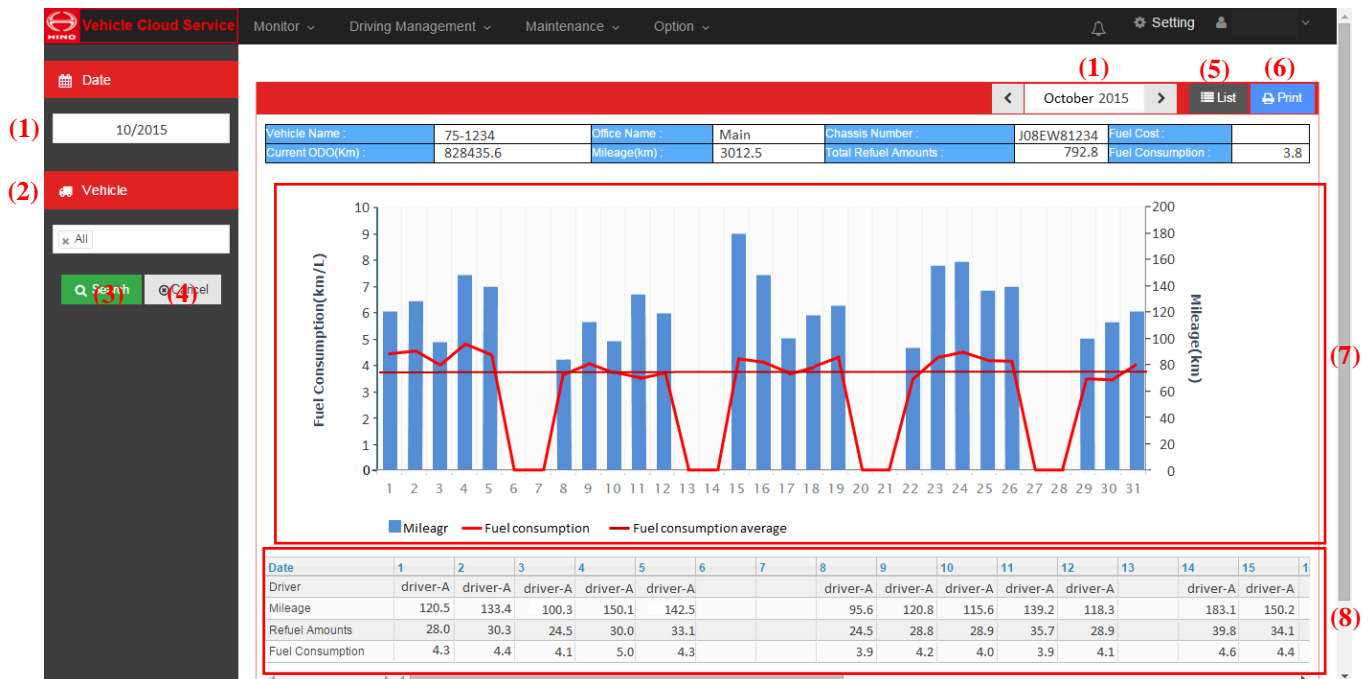 HINO Vehicle Cloud Service Monitor Driving Management Maintenance Option Setting
Date
(1) (5) (6)
October 2015 List Print
(1) 10/2015
Vehicle Name : 75-1234 Office Name : Main Chassis Number : J08EW81234 Fuel Cost :
Current ODO(Km) : 828435.6 Mileage(km) : 3012.5 Total Refuel Amounts : 792.8 Fuel Consumption : 3.8
(2) Vehicle
× All
Search (3) Cancel (4)
Fuel Consumption(km/L)
10
9
8
7
6
5
4
3
2
1
0
200
180
160
140
120
100
80
60
40
20
0
Mileage(km)
(7)
1 2 3 4 5 6 7 8 9 10 11 12 13 14 15 16 17 18 19 20 21 22 23 24 25 26 27 28 29 30 31
Mileagr Fuel consumption Fuel consumption average
Date 1 2 3 4 5 6 7 8 9 10 11 12 13 14 15 1
Driver driver-A driver-A driver-A driver-A driver-A driver-A driver-A driver-A driver-A driver-A driver-A driver-A
Mileage 120.5 133.4 100.3 150.1 142.5 95.6 120.8 115.6 139.2 118.3 183.1 150.2
(8)
Refuel Amounts 28.0 30.3 24.5 30.0 33.1 24.5 28.8 28.9 35.7 28.9 39.8 34.1
Fuel Consumption 4.3 4.4 4.1 5.0 4.3 3.9 4.2 4.0 3.9 4.1 4.6 4.4